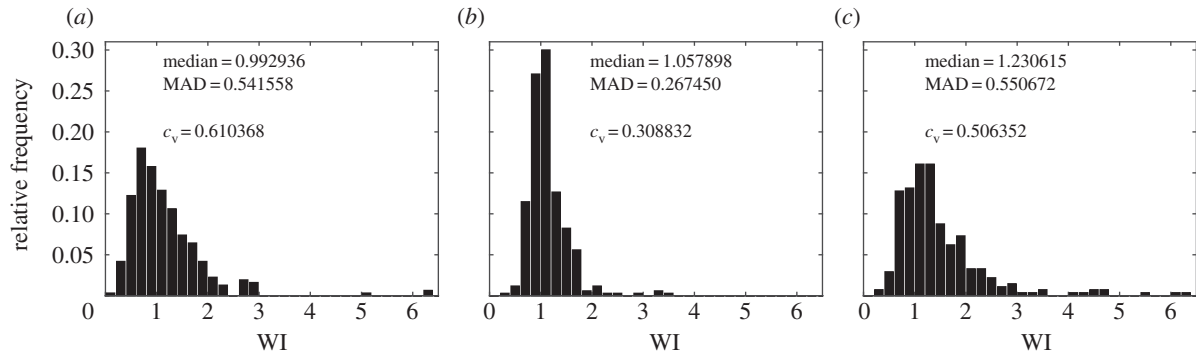 (a)
(b)
(c)
relative frequency
0.30
0.25
0.20
0.15
0.10
0.05
0
median = 0.992936
MAD = 0.541558
c_v = 0.610368
1 2 3 4 5 6
WI
median = 1.057898
MAD = 0.267450
c_v = 0.308832
0 1 2 3 4 5 6
WI
median = 1.230615
MAD = 0.550672
c_v = 0.506352
0 1 2 3 4 5 6
WI